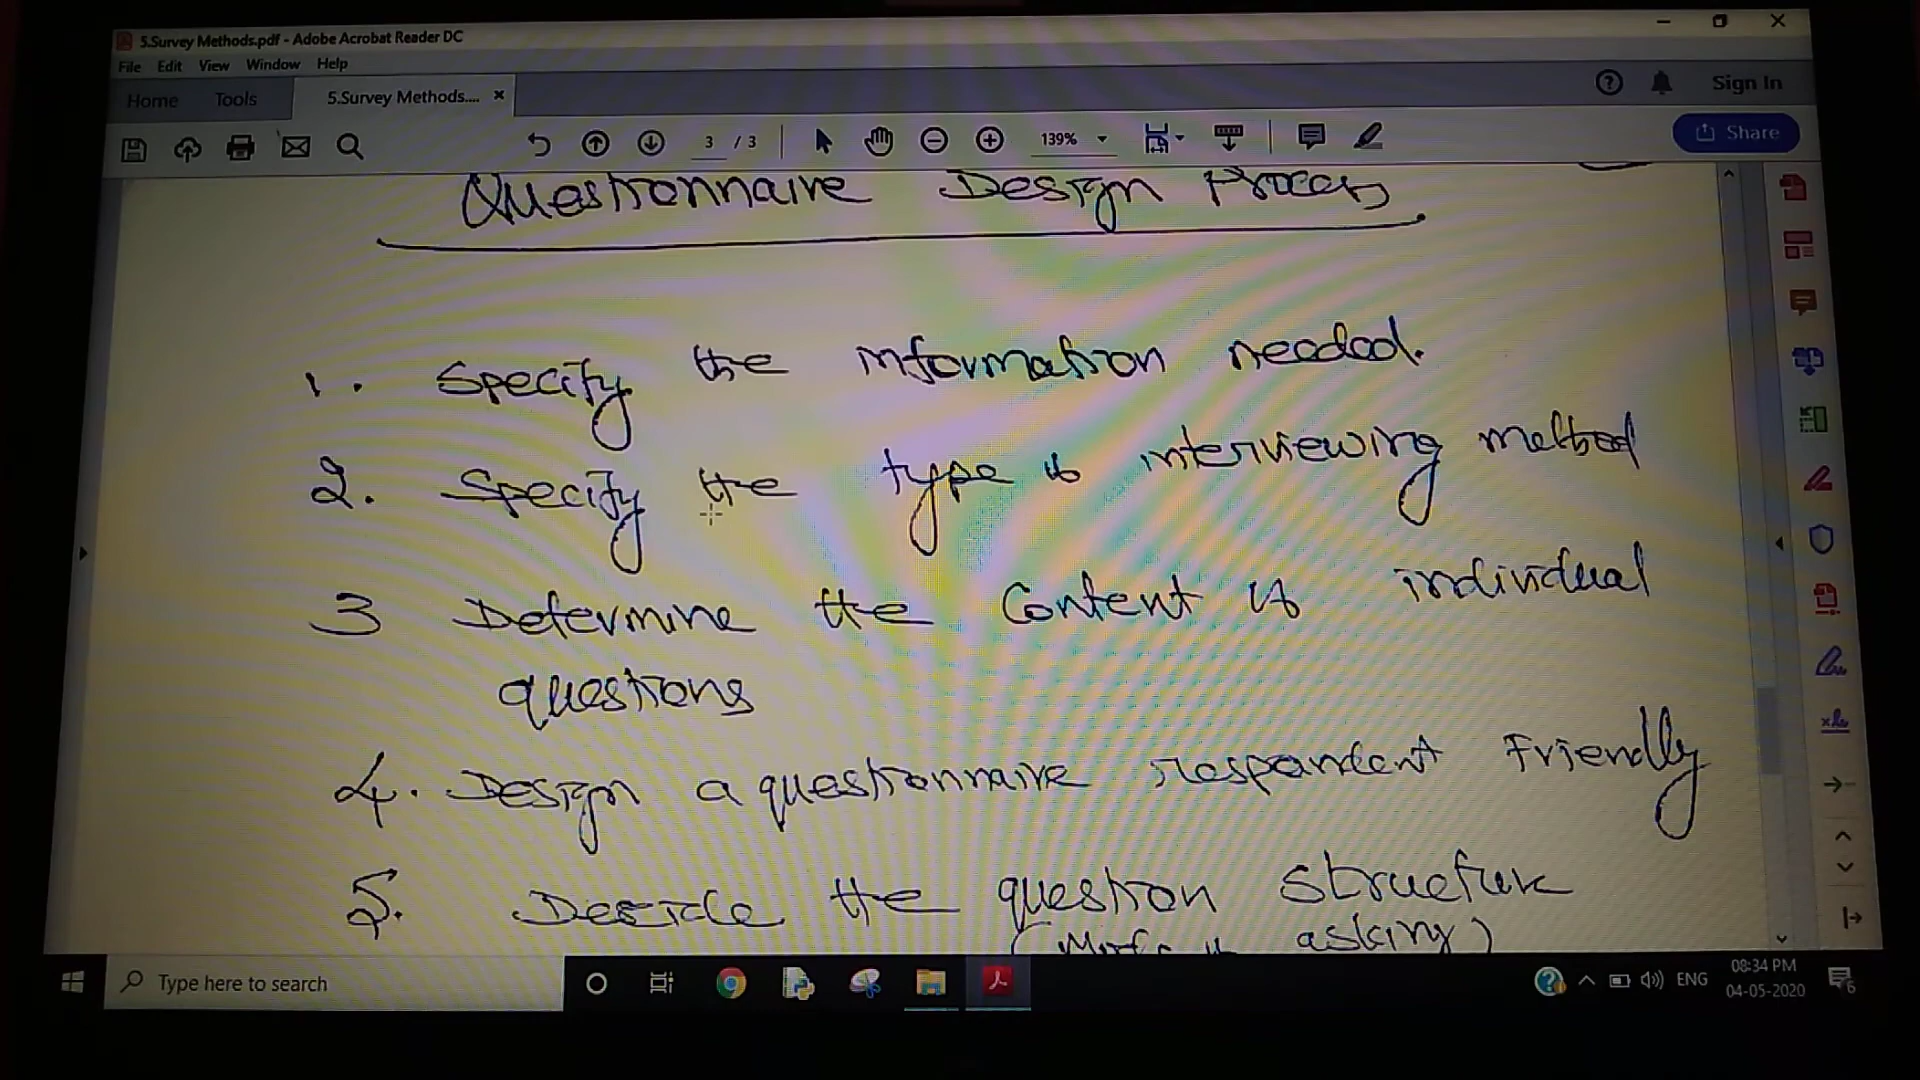 5.Survey Methods.pdf - Adobe Acrobat Reader DC
File Edit View Window Help
Home Tools 5.Survey Methods.... × Sign In
3 / 3 139% Share
Questionnaire Design Process
1. Specify the information needed.
2. Specify the type of interviewing method
3 Determine the Content of individual
questions
4. Design a questionnaire respondent Friendly
5. Decide the question structure
asking)
Type here to search
ENG
08:34 PM
04-05-2020
6